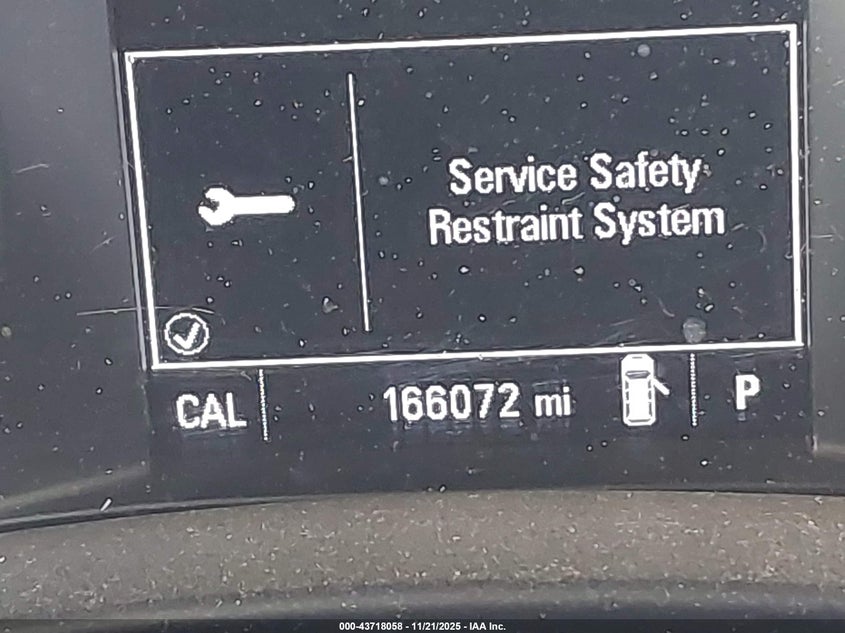 Service Safety
Restraint System
CAL
166072 mi
P
000-43718058 - 11/21/2025 - IAA Inc.